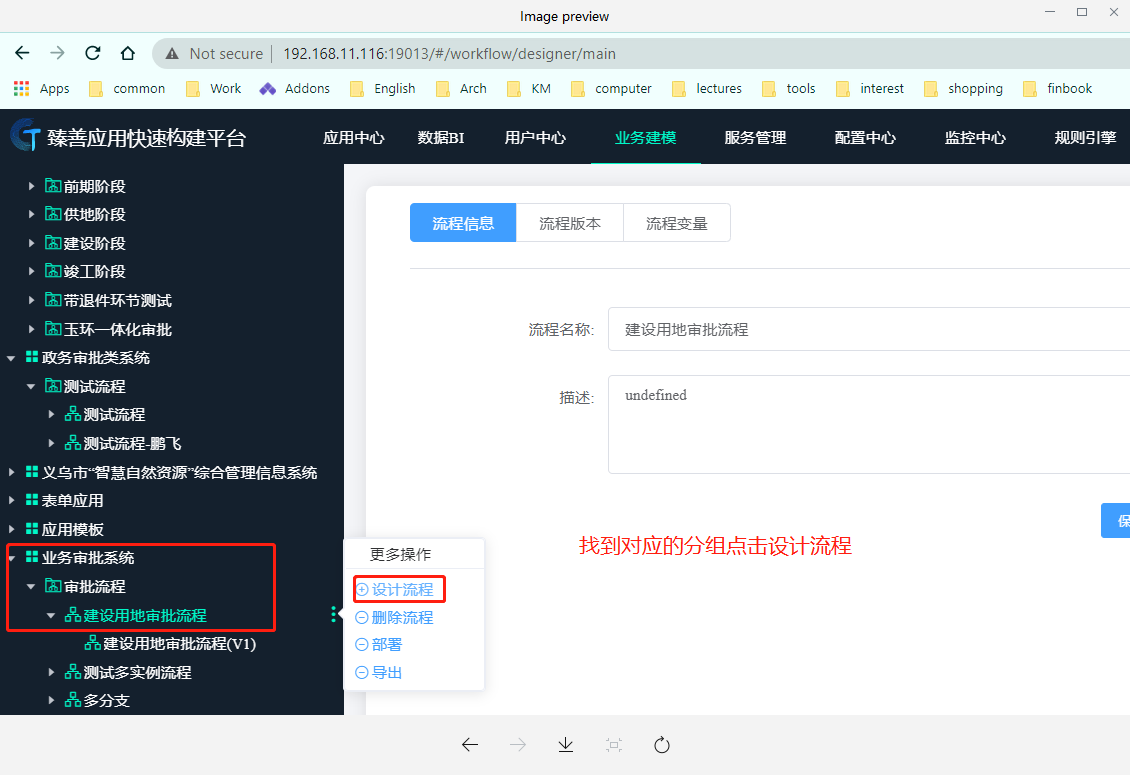 Image preview
Not secure | 192.168.11.116:19013/#/workflow/designer/main
Apps common Work Addons English Arch KM computer lectures tools interest shopping finbook
臻善应用快速构建平台 应用中心 数据BI 用户中心 业务建模 服务管理 配置中心 监控中心 规则引擎
前期阶段
供地阶段
建设阶段
竣工阶段
带退件环节测试
玉环一体化审批
政务审批类系统
测试流程
测试流程
测试流程-鹏飞
义乌市“智慧自然资源”综合管理信息系统
表单应用
应用模板
业务审批系统
审批流程
建设用地审批流程
建设用地审批流程(V1)
测试多实例流程
多分支
更多操作
设计流程
删除流程
部署
导出
流程信息 流程版本 流程变量
流程名称: 建设用地审批流程
描述: undefined
保
找到对应的分组点击设计流程